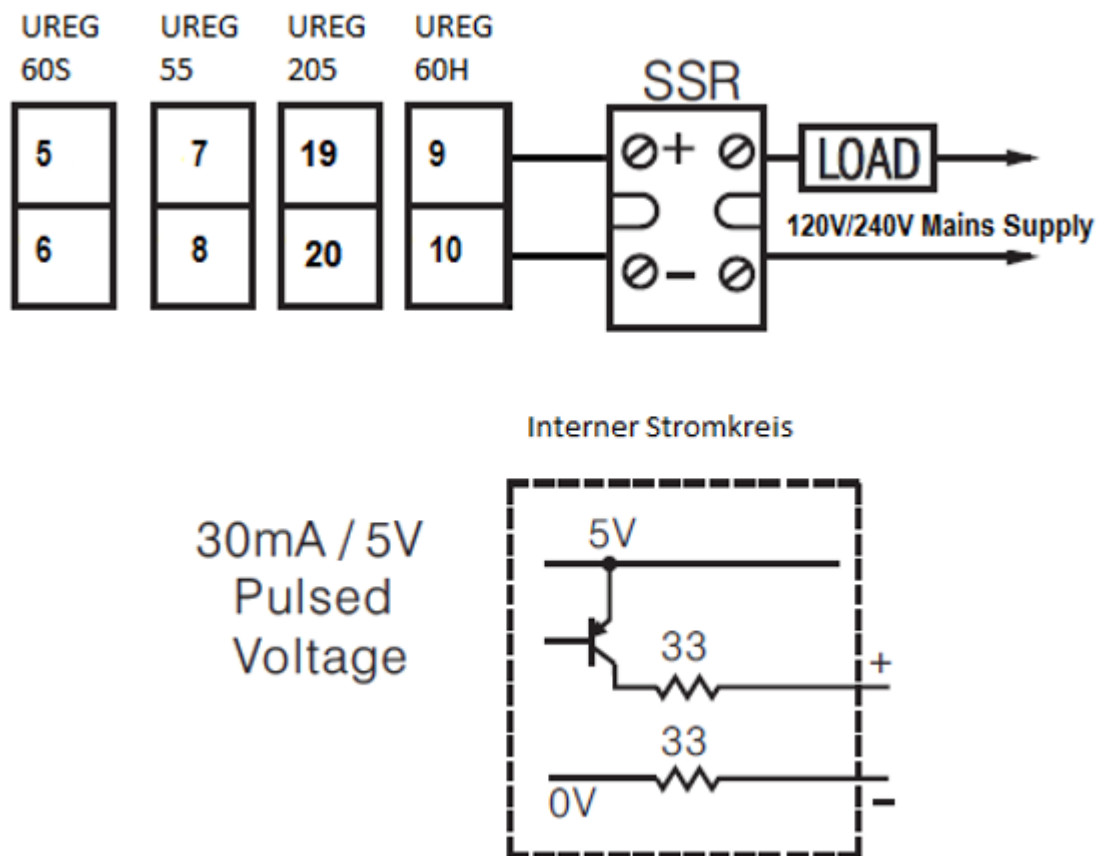 UREG UREG UREG UREG
60S 55 205 60H
SSR
5 7 19 9 + LOAD
6 8 20 10 - 120V/240V Mains Supply
Interner Stromkreis
30mA / 5V
Pulsed
Voltage
5V
33
+
33
0V
-